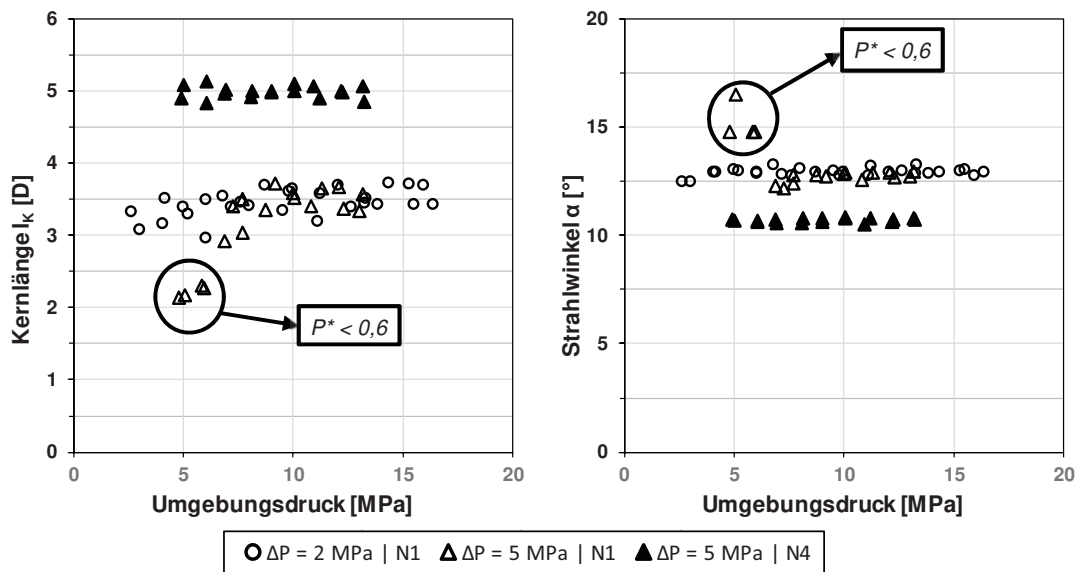 6
5
4
3
2
1
0
Kernlänge lK [D]
P* < 0,6
0 5 10 15 20
Umgebungsdruck [MPa]
20
15
10
5
0
Strahlwinkel α [°]
P* < 0,6
0 5 10 15 20
Umgebungsdruck [MPa]
ΔP = 2 MPa | N1 ΔP = 5 MPa | N1 ΔP = 5 MPa | N4